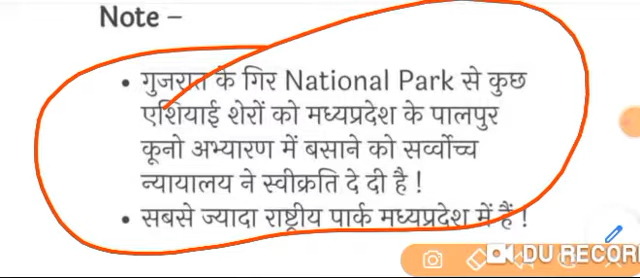 Note –
• गुजरात के गिर National Park से कुछ
एशियाई शेरों को मध्यप्रदेश के पालपुर
कूनो अभ्यारण में बसाने को सर्व्वोच्च
न्यायालय ने स्वीक्रति दे दी है !
• सबसे ज्यादा राष्ट्रीय पार्क मध्यप्रदेश में हैं !
DU RECOR